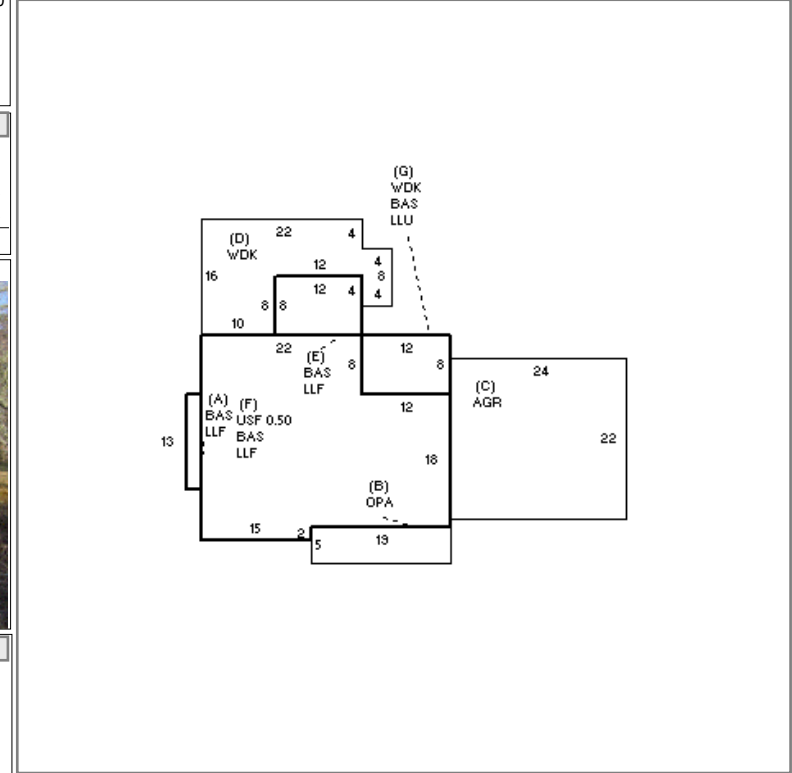 (G)
WDK
BAS
LLU
22
4
(D)
WDK
4
12
16
8
12
4
4
8
8
10
22
12
(E)
BAS
LLF
8
8
24
(C)
AGR
(A)
BAS
LLF
(F)
USF 0.50
BAS
LLF
12
13
22
18
(B)
OPA
15
2
5
19